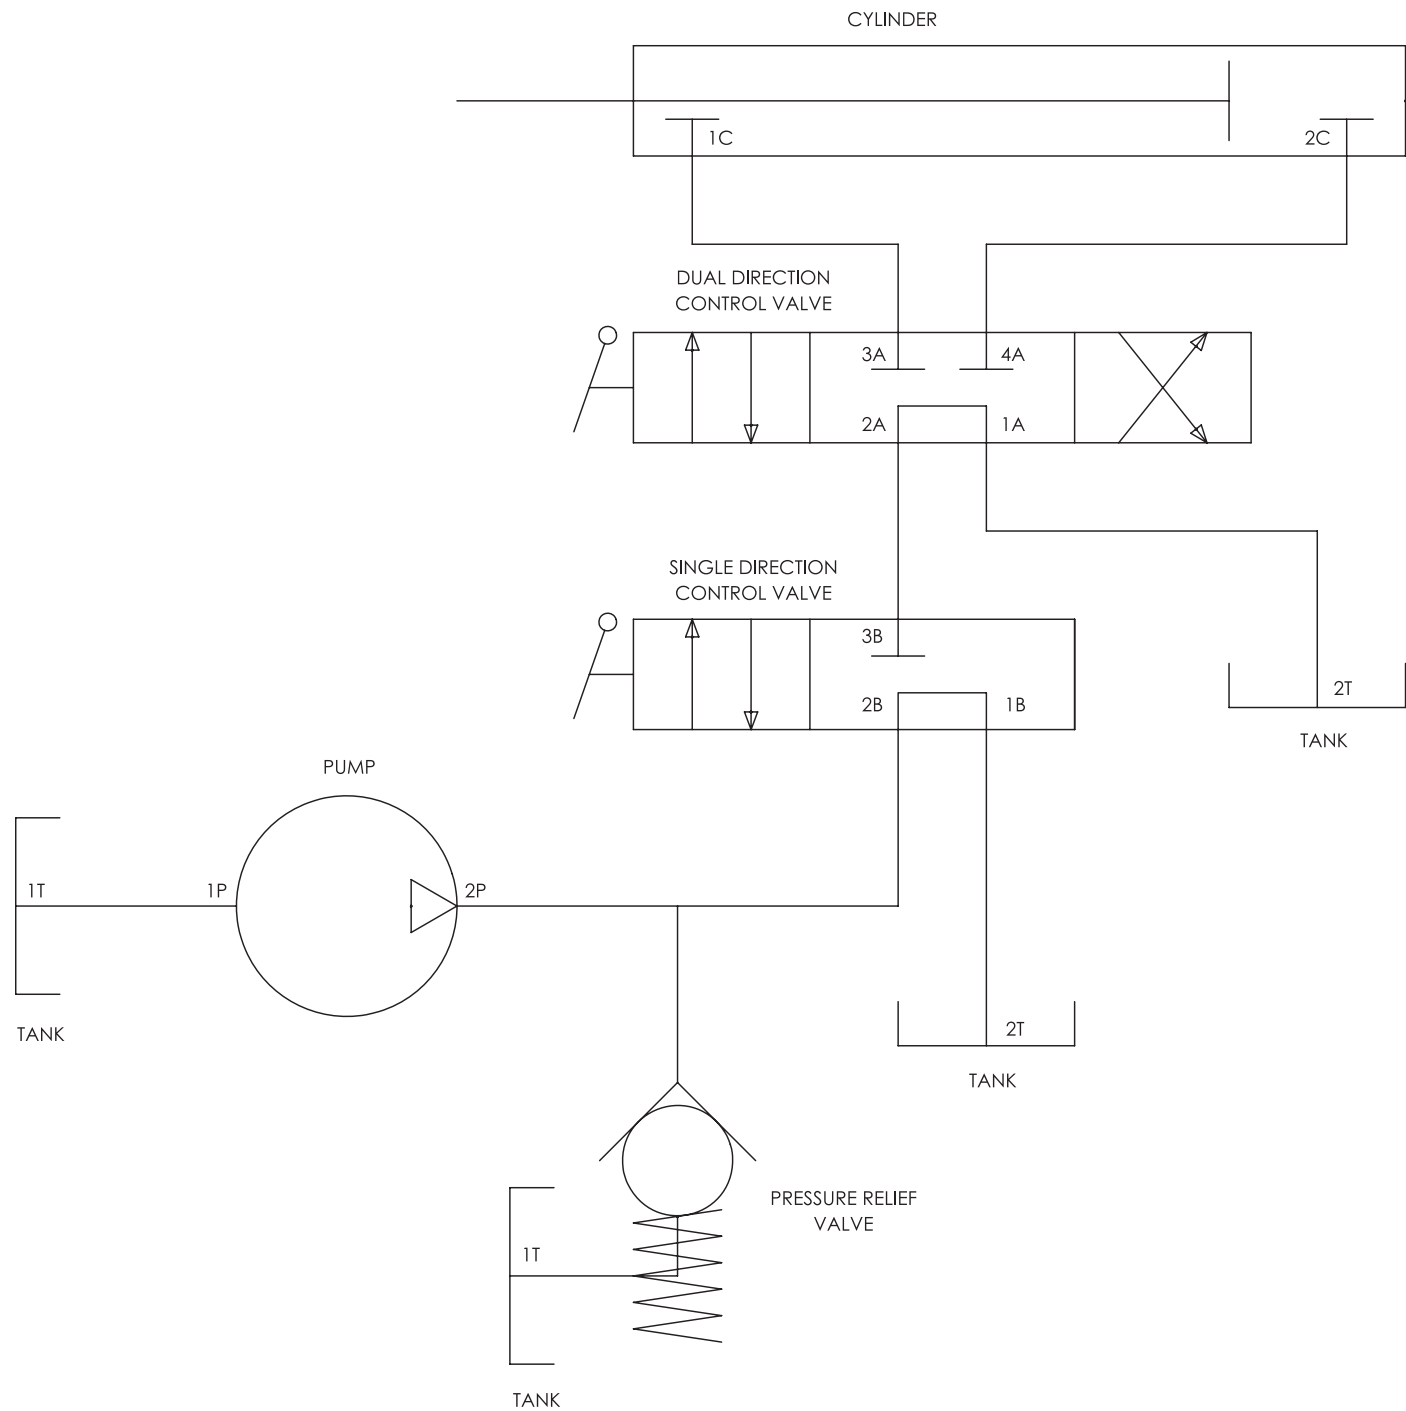 CYLINDER
1C
2C
DUAL DIRECTION
CONTROL VALVE
3A
4A
2A
1A
SINGLE DIRECTION
CONTROL VALVE
3B
2B
1B
2T
TANK
PUMP
1T
1P
2P
TANK
2T
TANK
PRESSURE RELIEF
VALVE
1T
TANK